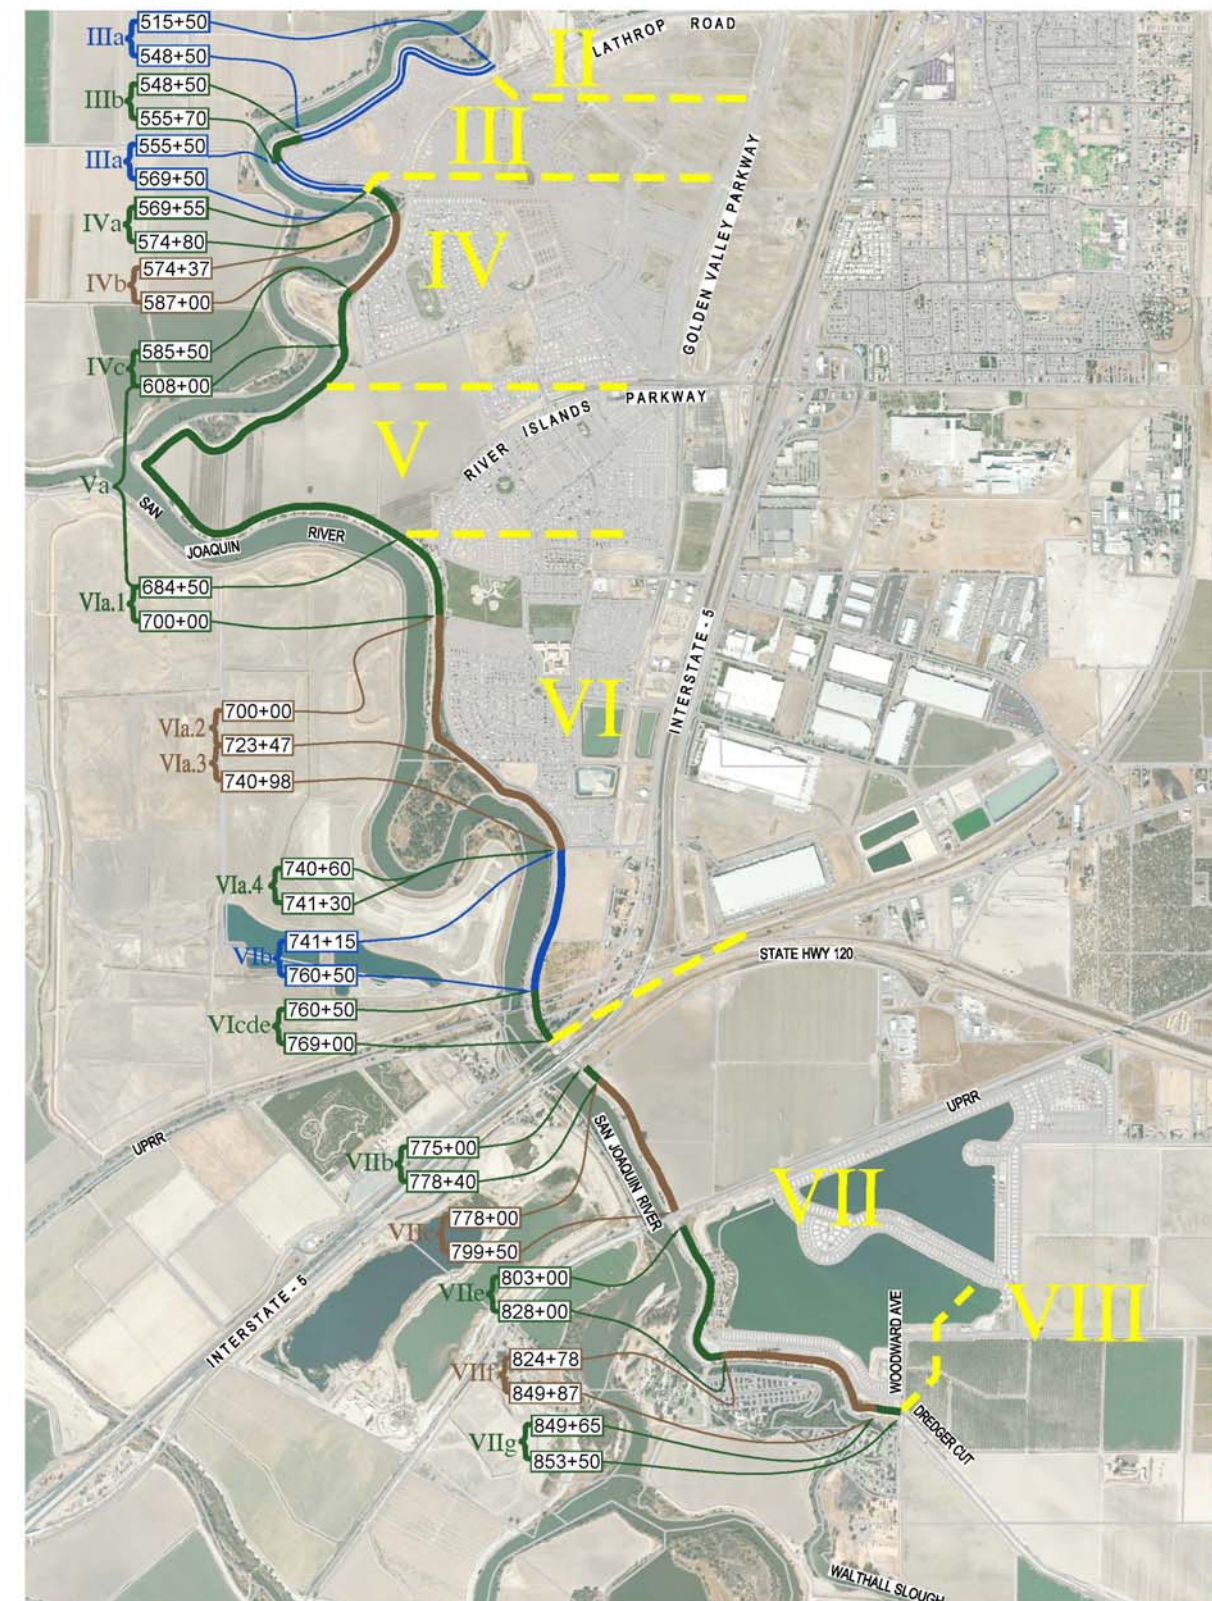 515+50
IIIa
548+50
548+50
IIIb
555+70
555+50
IIIa
569+50
569+55
IVa
574+80
574+37
IVb
587+00
585+50
IVc
608+00
Va
684+50
VIa.1
700+00
700+00
VIa.2
723+47
VIa.3
740+98
740+60
VIa.4
741+30
741+15
VIb
760+50
760+50
VIcde
769+00
775+00
VIIb
778+40
778+00
VIIc
799+50
803+00
VIIe
828+00
824+78
VIIf
849+87
849+65
VIIg
853+50
II
LATHROP ROAD
III
GOLDEN VALLEY PARKWAY
IV
RIVER ISLANDS PARKWAY
V
SAN JOAQUIN RIVER
VI
INTERSTATE - 5
STATE HWY 120
UPRR
UPRR
SAN JOAQUIN RIVER
VII
INTERSTATE - 5
WOODWARD AVE
VIII
DREDGER CUT
WALTHALL SLOUGH